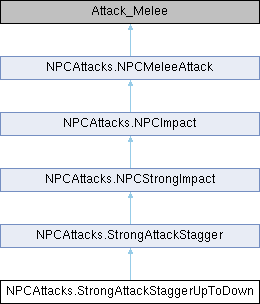 Attack_Melee
NPCAttacks.NPCMeleeAttack
NPCAttacks.NPCImpact
NPCAttacks.NPCStrongImpact
NPCAttacks.StrongAttackStagger
NPCAttacks.StrongAttackStaggerUpToDown